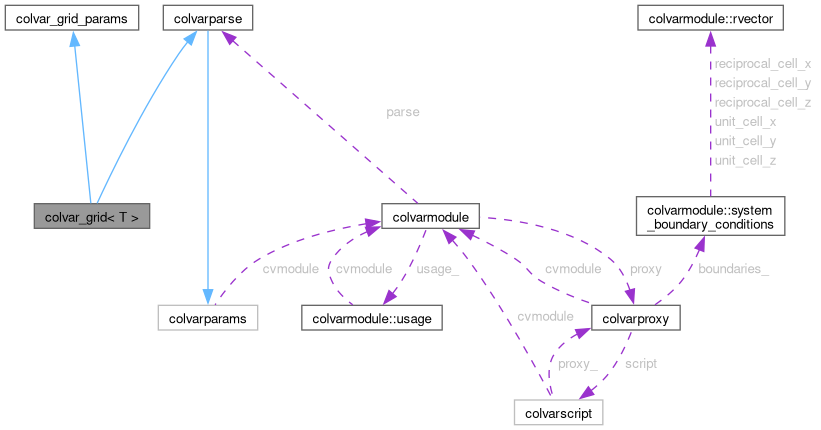 colvar_grid_params
colvarparse
colvarmodule::rvector
reciprocal_cell_x
reciprocal_cell_y
reciprocal_cell_z
unit_cell_x
unit_cell_y
unit_cell_z
parse
colvar_grid< T >
colvarmodule
colvarmodule::system
_boundary_conditions
cvmodule
cvmodule
usage_
cvmodule
proxy
boundaries_
colvarparams
colvarmodule::usage
cvmodule
colvarproxy
proxy_
script
colvarscript